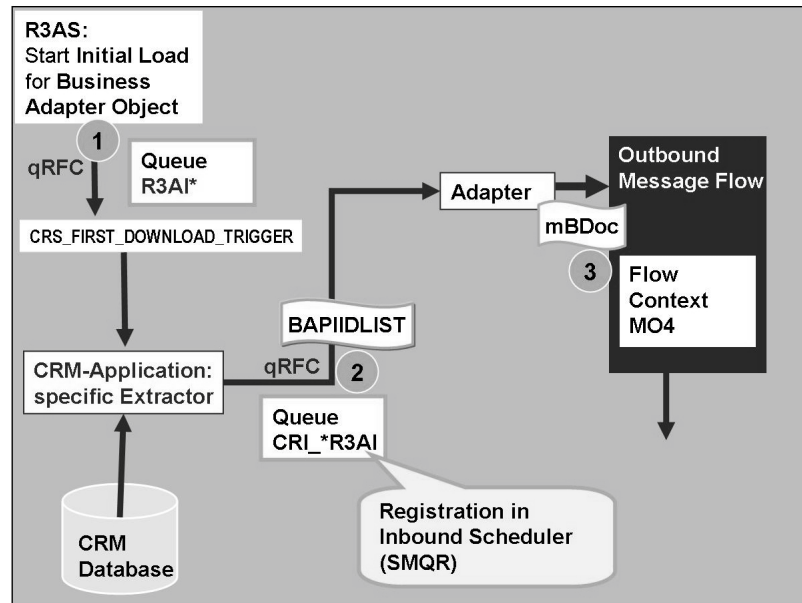 R3AS:
Start Initial Load
for Business
Adapter Object
1
qRFC
Queue
R3AI*
CRS_FIRST_DOWNLOAD_TRIGGER
CRM-Application:
specific Extractor
CRM
Database
BAPIIDLIST
qRFC
2
Queue
CRI_*R3AI
Registration in
Inbound Scheduler
(SMQR)
Adapter
mBDoc
3
Outbound
Message Flow
Flow
Context
MO4